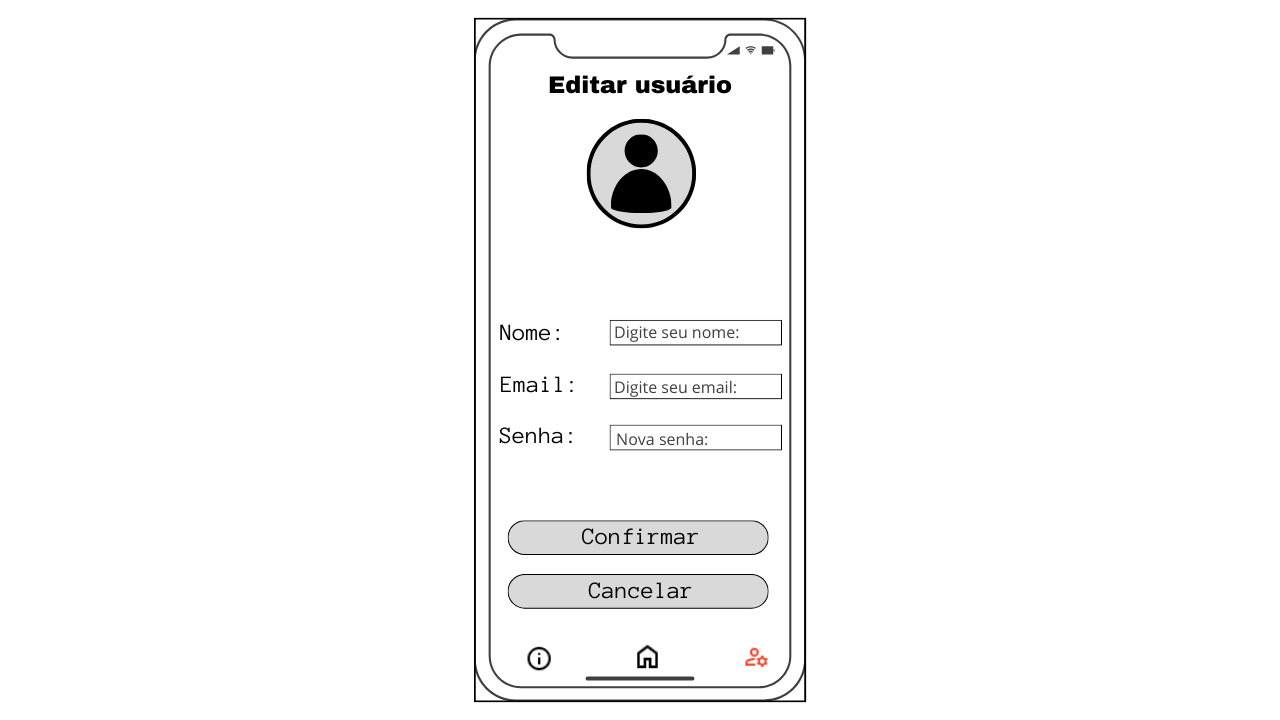 Editar usuário
Nome: Digite seu nome:
Email: Digite seu email:
Senha: Nova senha:
Confirmar
Cancelar